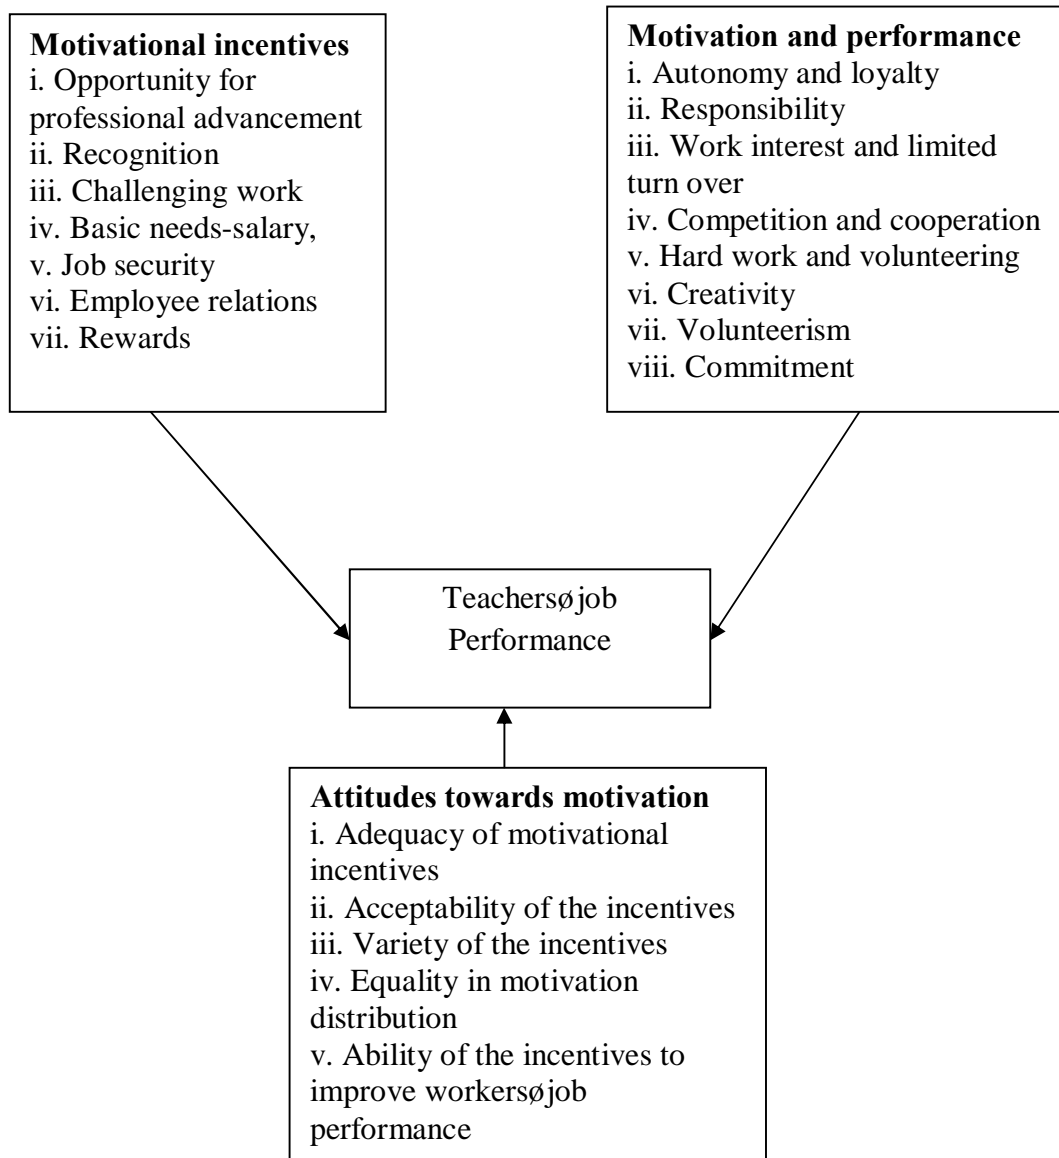 Motivational incentives
i. Opportunity for
professional advancement
ii. Recognition
iii. Challenging work
iv. Basic needs-salary,
v. Job security
vi. Employee relations
vii. Rewards
Motivation and performance
i. Autonomy and loyalty
ii. Responsibility
iii. Work interest and limited
turn over
iv. Competition and cooperation
v. Hard work and volunteering
vi. Creativity
vii. Volunteerism
viii. Commitment
Teachersø job
Performance
Attitudes towards motivation
i. Adequacy of motivational
incentives
ii. Acceptability of the incentives
iii. Variety of the incentives
iv. Equality in motivation
distribution
v. Ability of the incentives to
improve workersø job
performance